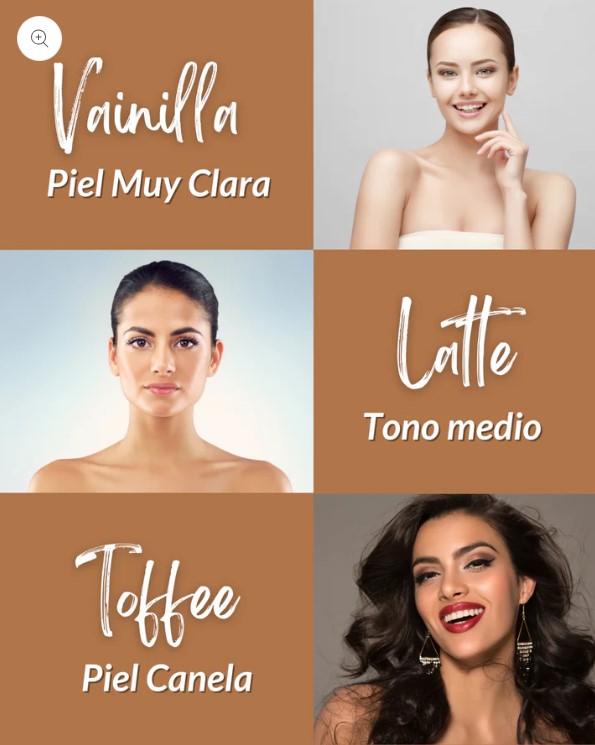 Vainilla
Piel Muy Clara
Latte
Tono medio
Toffee
Piel Canela